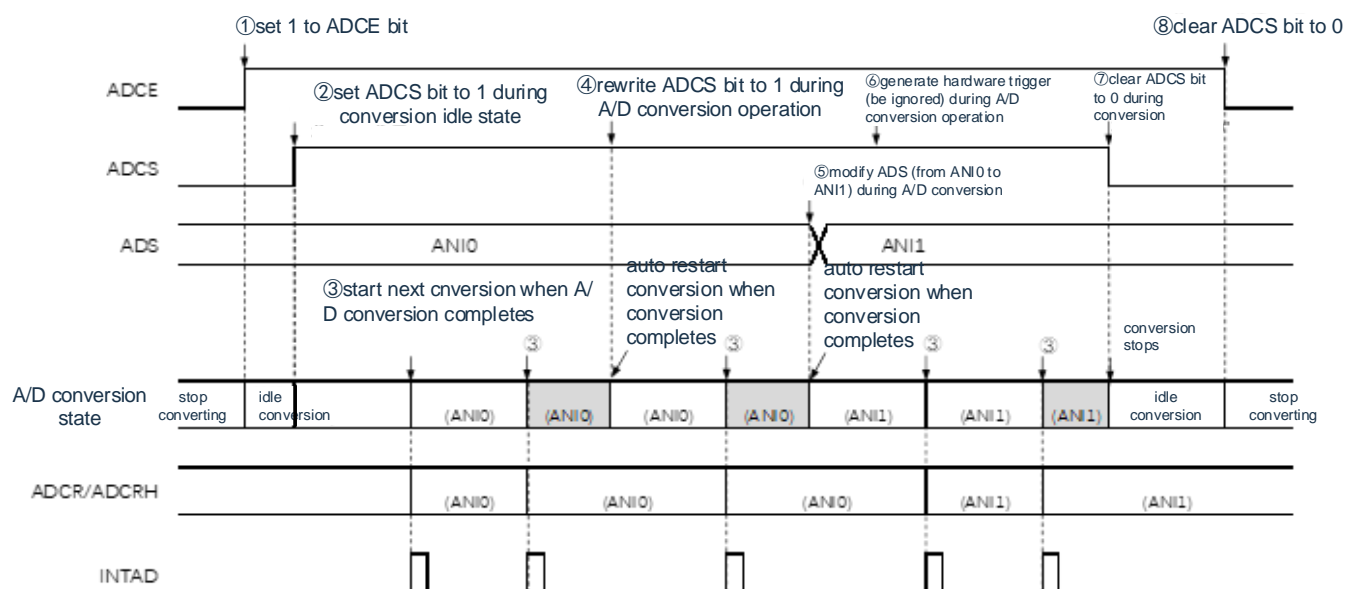 ①set 1 to ADCE bit
⑧clear ADCS bit to 0
ADCE
②set ADCS bit to 1 during
conversion idle state
④rewrite ADCS bit to 1 during
A/D conversion operation
⑥generate hardware trigger
(be ignored) during A/D
conversion operation
⑦clear ADCS bit
to 0 during
conversion
ADCS
⑤modify ADS (from ANI0 to
ANI1) during A/D conversion
ADS
ANI0
ANI1
③start next cnversion when A/
D conversion completes
auto restart
conversion when
conversion
completes
auto restart
conversion when
conversion
completes
conversion
stops
③
③
③
③
A/D conversion
state
stop
converting
idle
conversion
(ANI0)
(ANI0)
(ANI0)
(ANI0)
(ANI1)
(ANI1)
(ANI1)
idle
conversion
stop
converting
ADCR/ADCRH
(ANI0)
(ANI0)
(ANI0)
(ANI1)
(ANI1)
INTAD